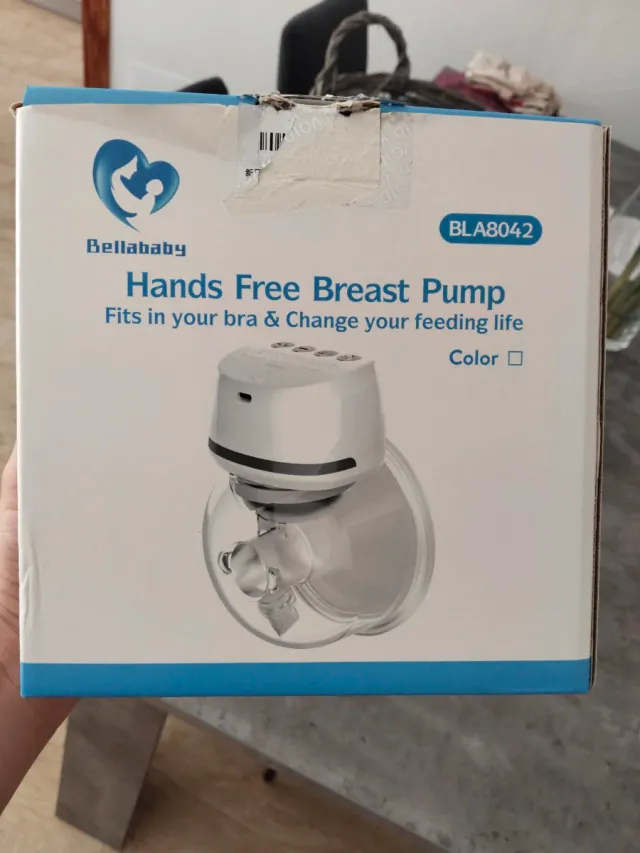 Bellababy
BLA8042
Hands Free Breast Pump
Fits in your bra & Change your feeding life
Color □